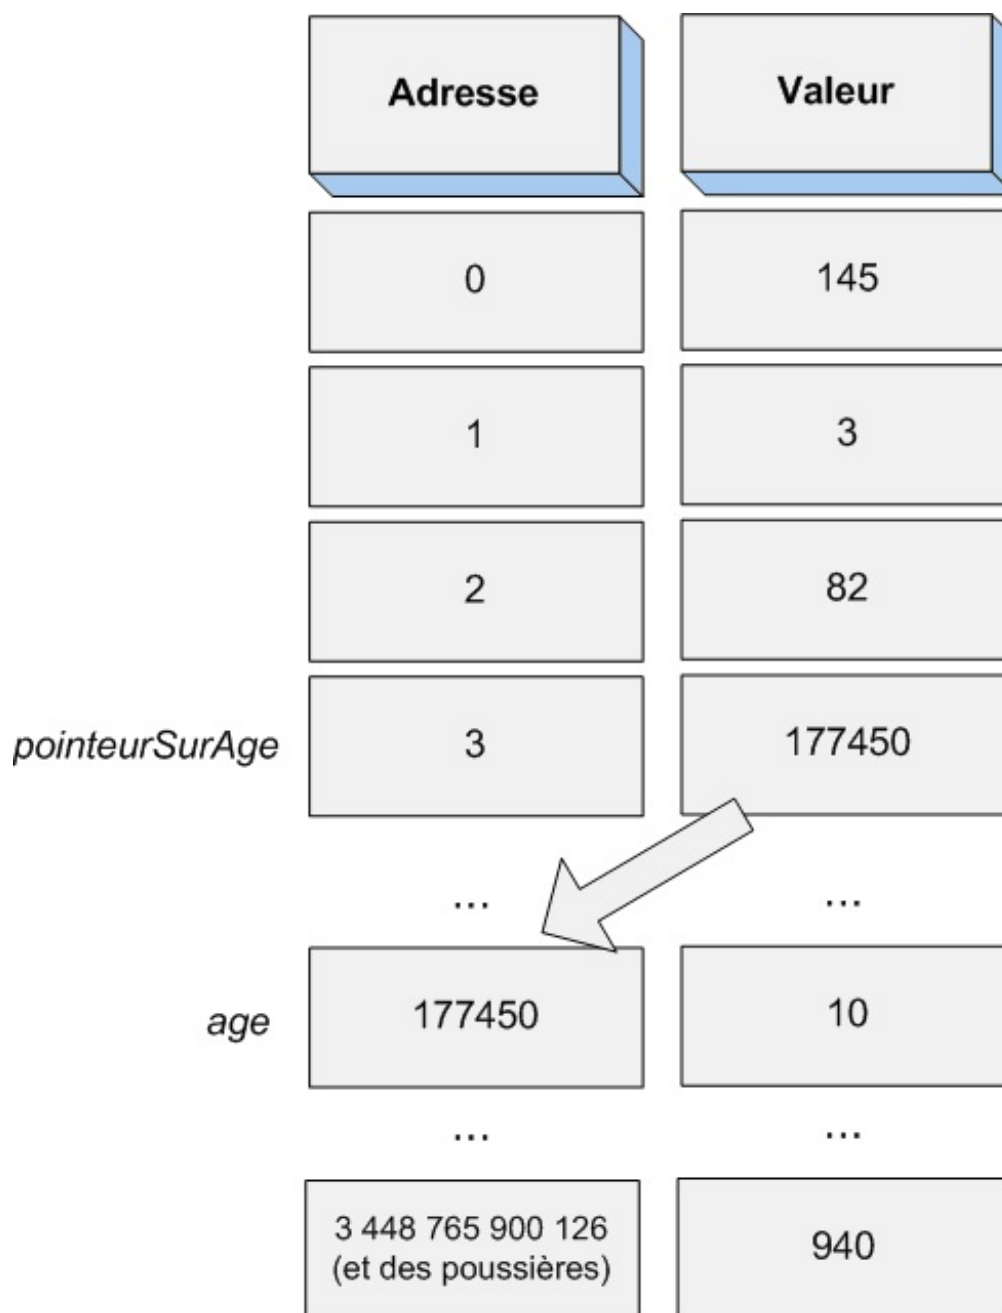 Adresse Valeur
0 145
1 3
2 82
pointeurSurAge 3 177450
... ...
age 177450 10
... ...
3 448 765 900 126
(et des poussières) 940